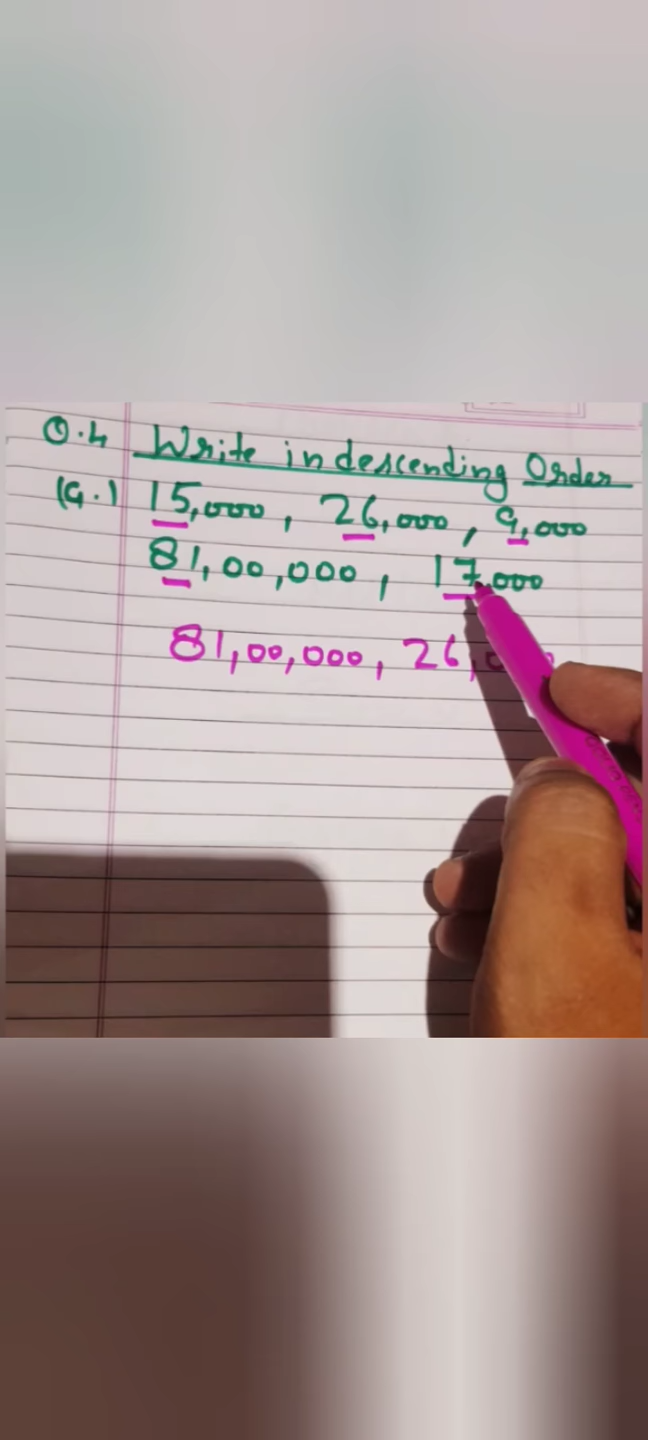 Q.4 Write in descending Order
(a.) 15,000, 26,000, 9,000
81,00,000, 17,000
81,00,000, 26,